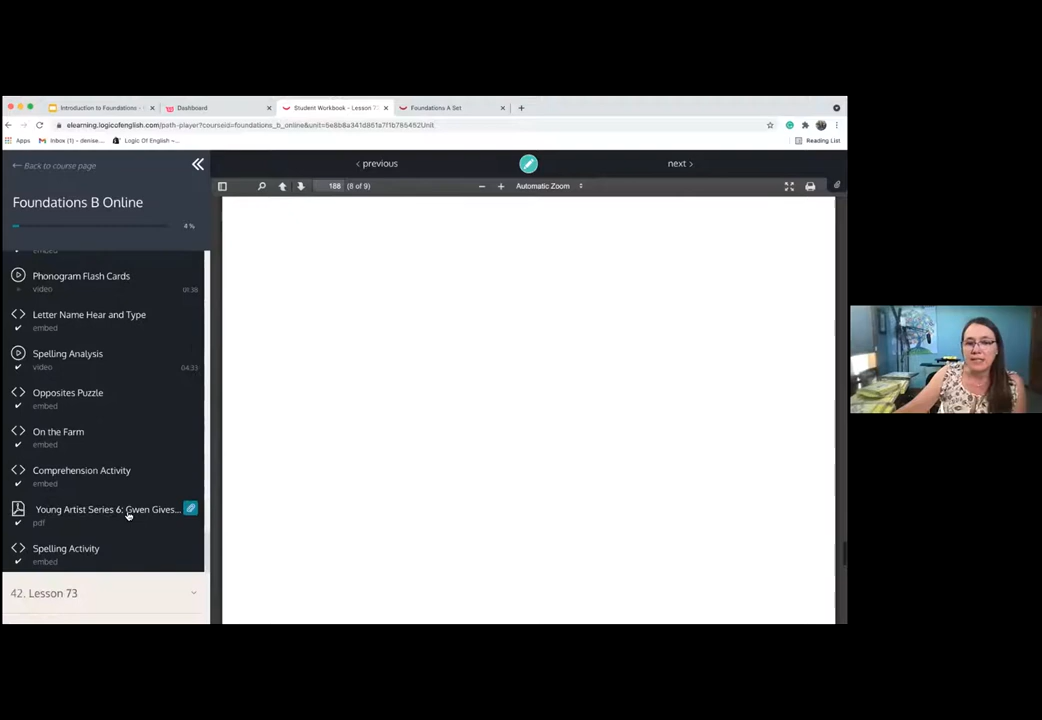 Introduction to Foundations -
Dashboard
Student Workbook - Lesson 7
Foundations A Set
elearning.logicofenglish.com/path-player?courseid=foundations_b_online&unit=
Apps
Inbox (1) - denise...
Logic Of English -...
Reading List
← Back to course page
‹ previous
next ›
188 (8 of 9)
Automatic Zoom
Foundations B Online
4%
embed
Phonogram Flash Cards
video
01:38
Letter Name Hear and Type
embed
Spelling Analysis
video
04:33
Opposites Puzzle
embed
On the Farm
embed
Comprehension Activity
embed
Young Artist Series 6: Gwen Gives...
pdf
Spelling Activity
embed
42. Lesson 73